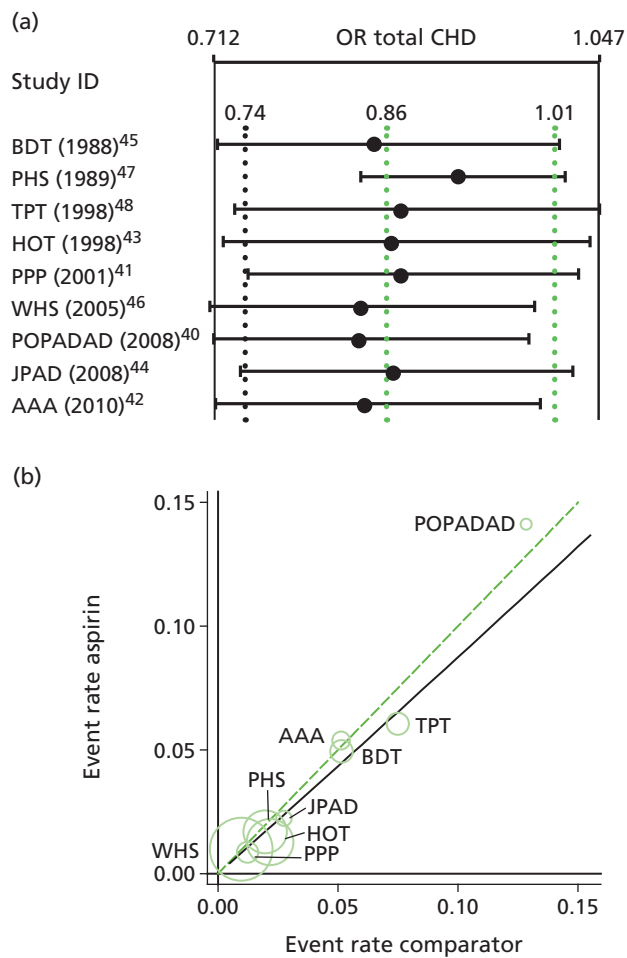 (a)
0.712 OR total CHD 1.047
Study ID
0.74 0.86 1.01
BDT (1988)45
PHS (1989)47
TPT (1998)48
HOT (1998)43
PPP (2001)41
WHS (2005)46
POPADAD (2008)40
JPAD (2008)44
AAA (2010)42
(b)
0.15
POPADAD
0.10
Event rate aspirin
AAA
TPT
0.05
BDT
PHS
JPAD
HOT
WHS
PPP
0.00
0.00 0.05 0.10 0.15
Event rate comparator